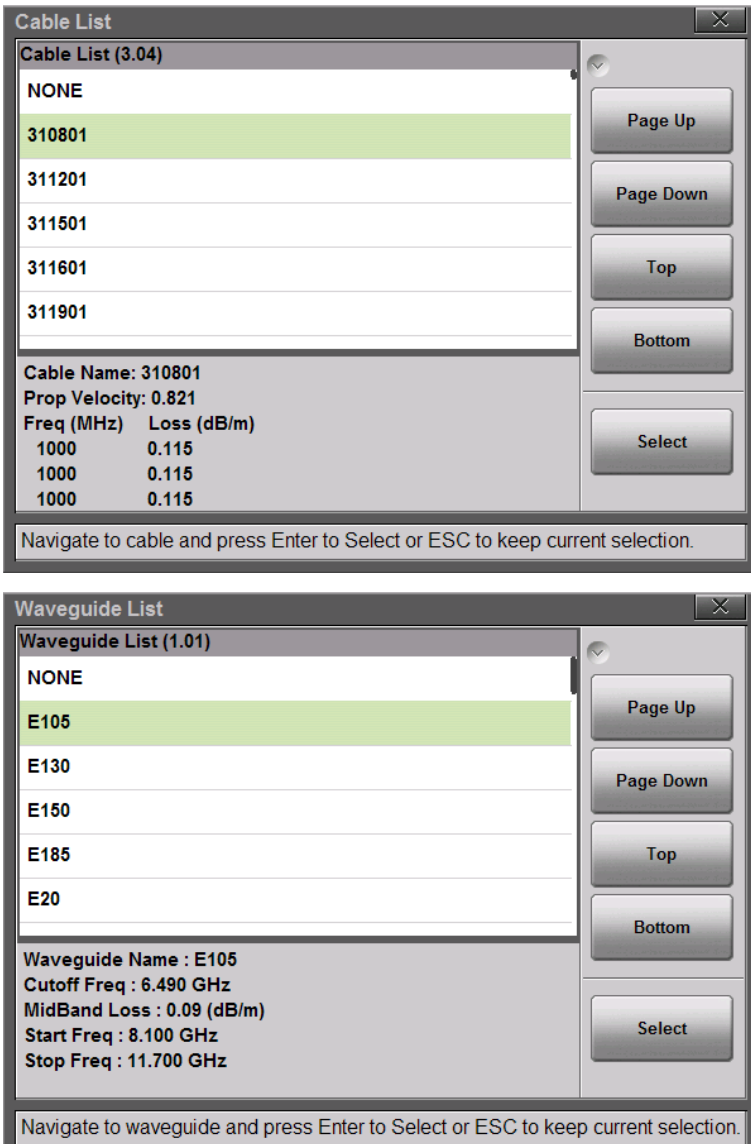 Cable List
Cable List (3.04)
NONE
310801
311201
311501
311601
311901
Page Up
Page Down
Top
Bottom
Select
Cable Name: 310801
Prop Velocity: 0.821
Freq (MHz) Loss (dB/m)
1000 0.115
1000 0.115
1000 0.115
Navigate to cable and press Enter to Select or ESC to keep current selection.
Waveguide List
Waveguide List (1.01)
NONE
E105
E130
E150
E185
E20
Page Up
Page Down
Top
Bottom
Select
Waveguide Name : E105
Cutoff Freq : 6.490 GHz
MidBand Loss : 0.09 (dB/m)
Start Freq : 8.100 GHz
Stop Freq : 11.700 GHz
Navigate to waveguide and press Enter to Select or ESC to keep current selection.